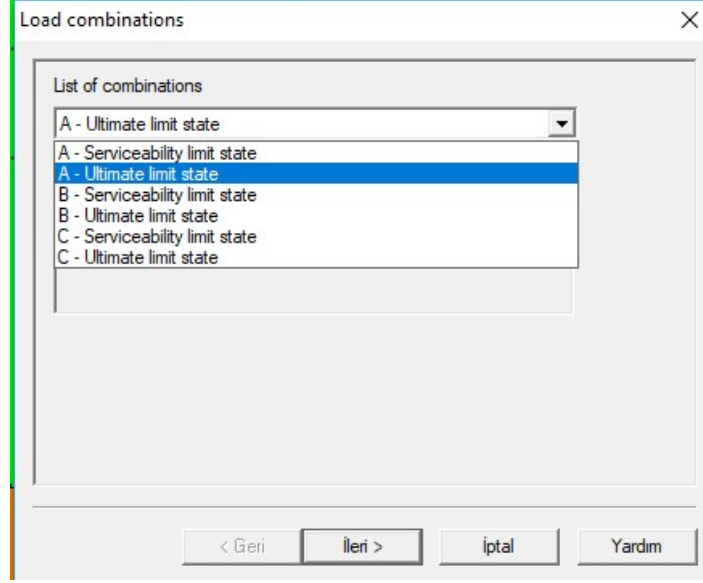 Load combinations
List of combinations
A - Ultimate limit state
A - Serviceability limit state
A - Ultimate limit state
B - Serviceability limit state
B - Ultimate limit state
C - Serviceability limit state
C - Ultimate limit state
< Geri İleri > İptal Yardım